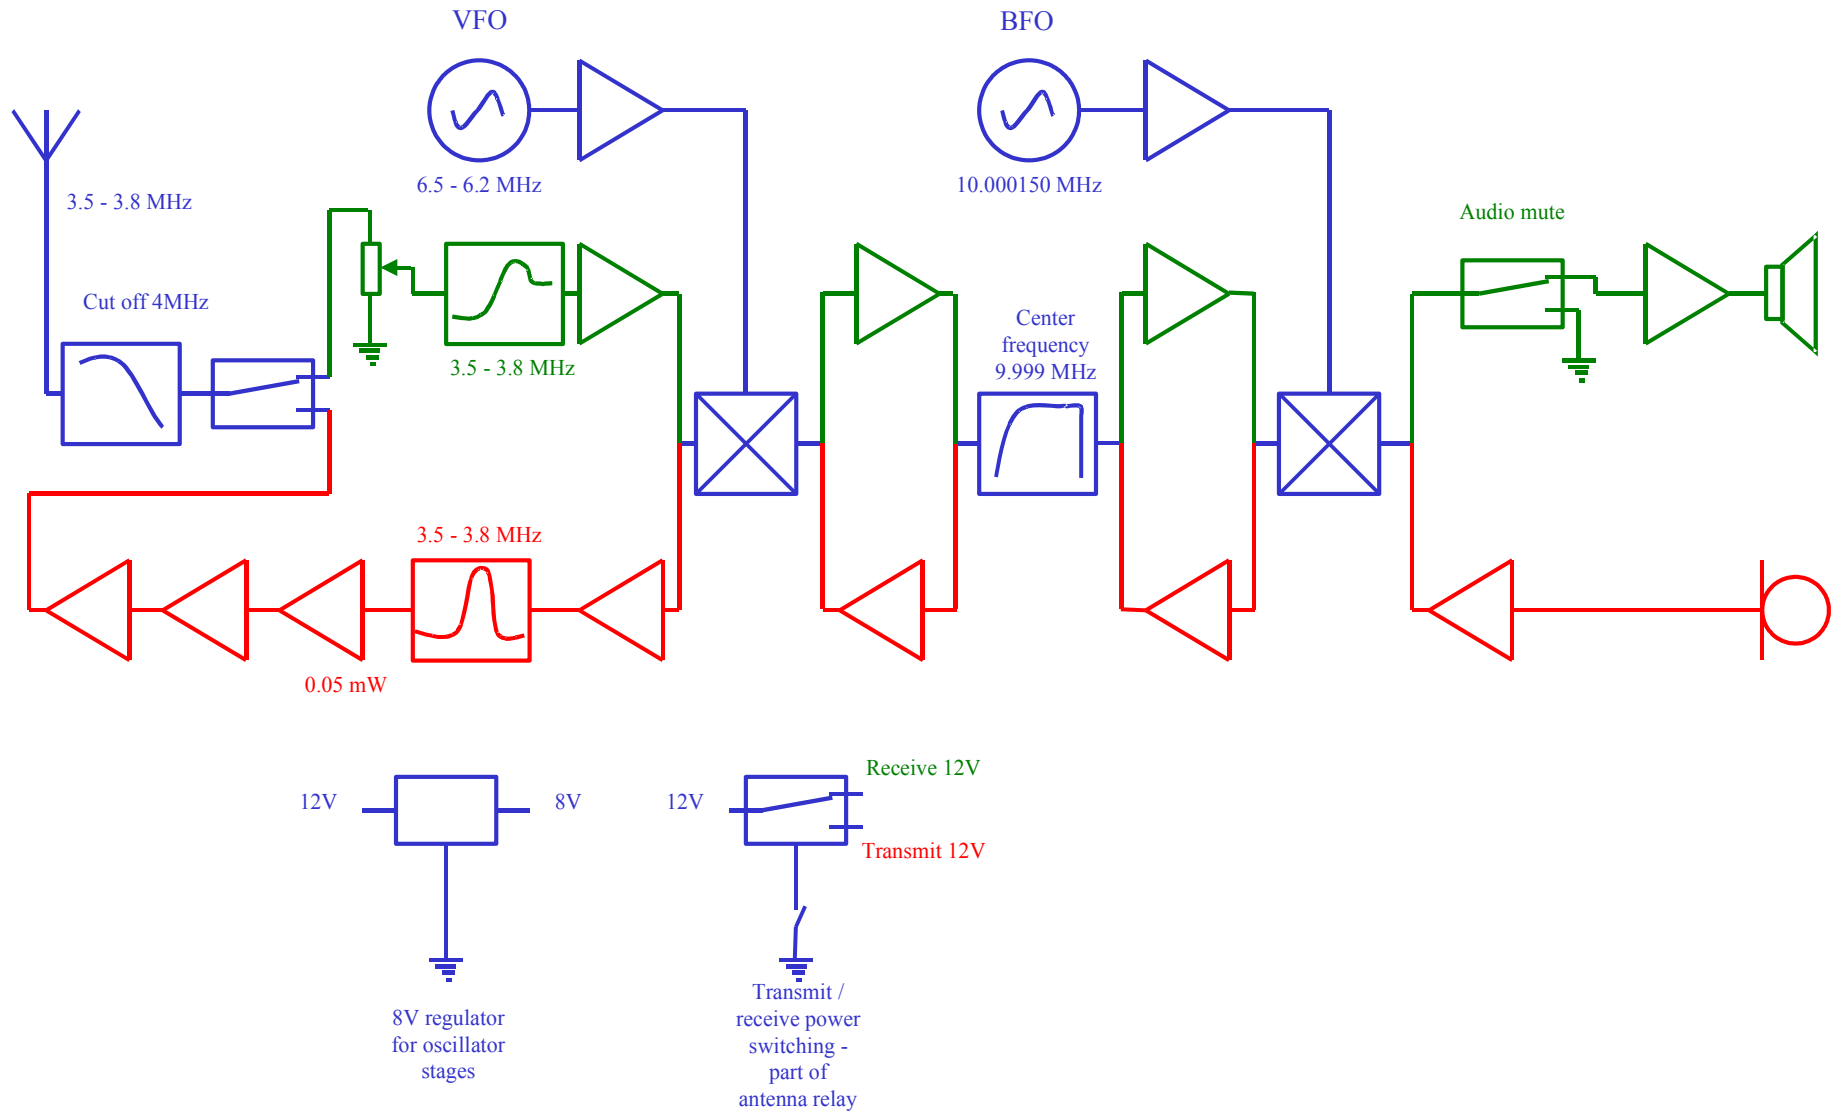 VFO
BFO
6.5 - 6.2 MHz
10.000150 MHz
3.5 - 3.8 MHz
Audio mute
Cut off 4MHz
3.5 - 3.8 MHz
Center
frequency
9.999 MHz
3.5 - 3.8 MHz
0.05 mW
12V
8V
12V
Receive 12V
Transmit 12V
8V regulator
for oscillator
stages
Transmit /
receive power
switching -
part of
antenna relay